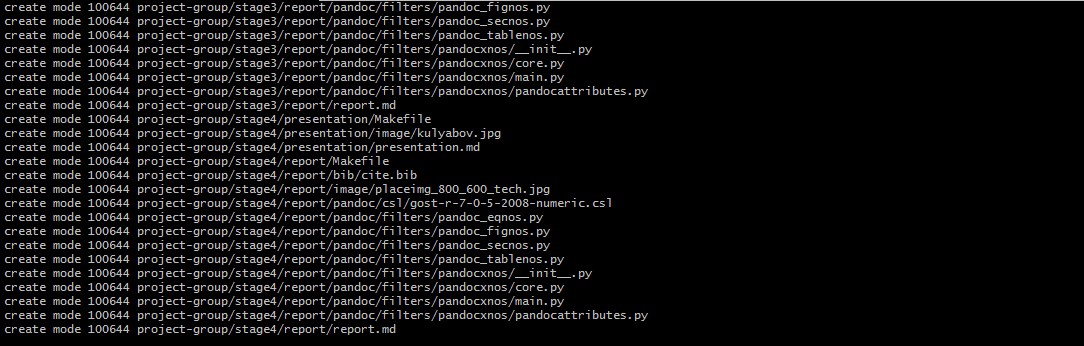 create mode 100644 project-group/stage3/report/pandoc/filters/pandoc_fignos.py
create mode 100644 project-group/stage3/report/pandoc/filters/pandoc_secnos.py
create mode 100644 project-group/stage3/report/pandoc/filters/pandoc_tablenos.py
create mode 100644 project-group/stage3/report/pandoc/filters/pandocxnos/__init__.py
create mode 100644 project-group/stage3/report/pandoc/filters/pandocxnos/core.py
create mode 100644 project-group/stage3/report/pandoc/filters/pandocxnos/main.py
create mode 100644 project-group/stage3/report/pandoc/filters/pandocxnos/pandocattributes.py
create mode 100644 project-group/stage3/report/report.md
create mode 100644 project-group/stage4/presentation/Makefile
create mode 100644 project-group/stage4/presentation/image/kulyabov.jpg
create mode 100644 project-group/stage4/presentation/presentation.md
create mode 100644 project-group/stage4/report/Makefile
create mode 100644 project-group/stage4/report/bib/cite.bib
create mode 100644 project-group/stage4/report/image/placeimg_800_600_tech.jpg
create mode 100644 project-group/stage4/report/pandoc/csl/gost-r-7-0-5-2008-numeric.csl
create mode 100644 project-group/stage4/report/pandoc/filters/pandoc_eqnos.py
create mode 100644 project-group/stage4/report/pandoc/filters/pandoc_fignos.py
create mode 100644 project-group/stage4/report/pandoc/filters/pandoc_secnos.py
create mode 100644 project-group/stage4/report/pandoc/filters/pandoc_tablenos.py
create mode 100644 project-group/stage4/report/pandoc/filters/pandocxnos/__init__.py
create mode 100644 project-group/stage4/report/pandoc/filters/pandocxnos/core.py
create mode 100644 project-group/stage4/report/pandoc/filters/pandocxnos/main.py
create mode 100644 project-group/stage4/report/pandoc/filters/pandocxnos/pandocattributes.py
create mode 100644 project-group/stage4/report/report.md